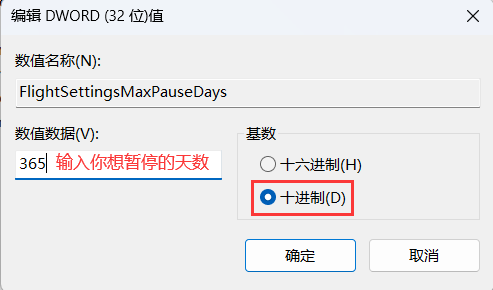 编辑 DWORD (32 位)值
数值名称(N):
FlightSettingsMaxPauseDays
数值数据(V):
365 输入你想暂停的天数
基数
十六进制(H)
十进制(D)
确定
取消